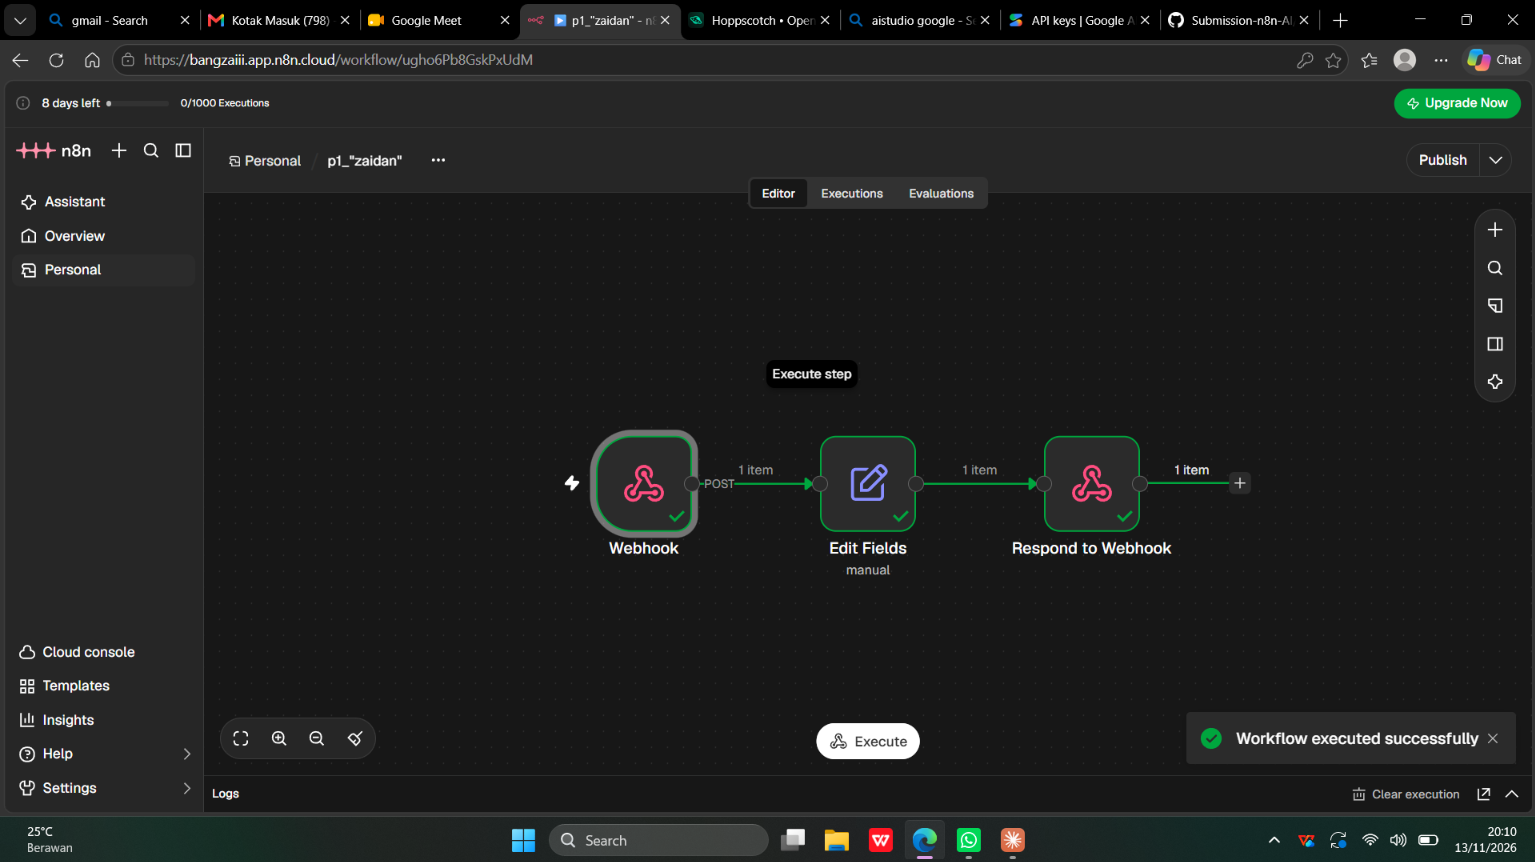 gmail - Search
Kotak Masuk (798)
Google Meet
p1_"zaidan" - n8
Hoppscotch • Open
aistudio google - Se
API keys | Google A
Submission-n8n-AI
https://bangzaiii.app.n8n.cloud/workflow/ugho6Pb8GskPxUdM
Chat
8 days left
0/1000 Executions
Upgrade Now
n8n
Personal
/
p1_"zaidan"
Publish
Editor
Executions
Evaluations
Assistant
Overview
Personal
Execute step
POST
1 item
1 item
1 item
Webhook
Edit Fields
manual
Respond to Webhook
Cloud console
Templates
Insights
Help
Settings
Execute
Workflow executed successfully
Logs
Clear execution
25°C
Berawan
Search
20:10
13/11/2026